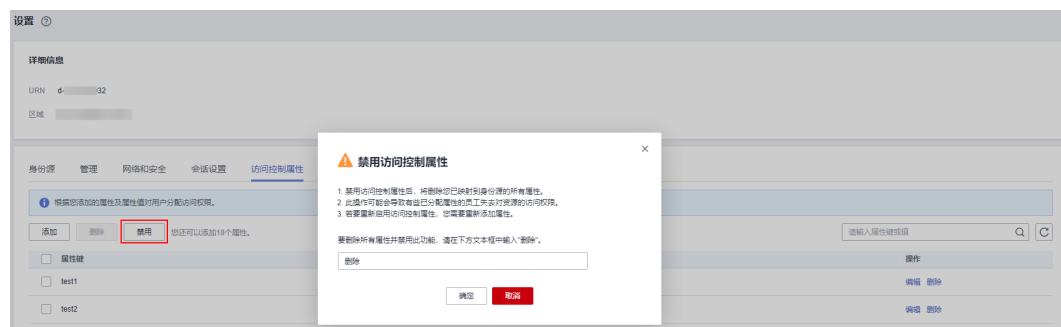 设置
详细信息
URN d- 32
区域
禁用访问控制属性
1. 禁用访问控制属性后，将删除您已映射到身份源的所有属性。
2. 此操作可能会导致有些已分配属性的员工失去对资源的访问权限。
3. 若要重新启用访问控制属性，您需要重新添加属性。
要删除所有属性并禁用此功能，请在下方文本框中输入“删除”。
删除
确定 取消
身份源 管理 网络和安全 会话设置 访问控制属性
根据您添加的属性及属性值对用户分配访问权限。
添加 删除 禁用 您还可以添加18个属性。 请输入属性键或值
属性键 操作
test1 编辑 删除
test2 编辑 删除